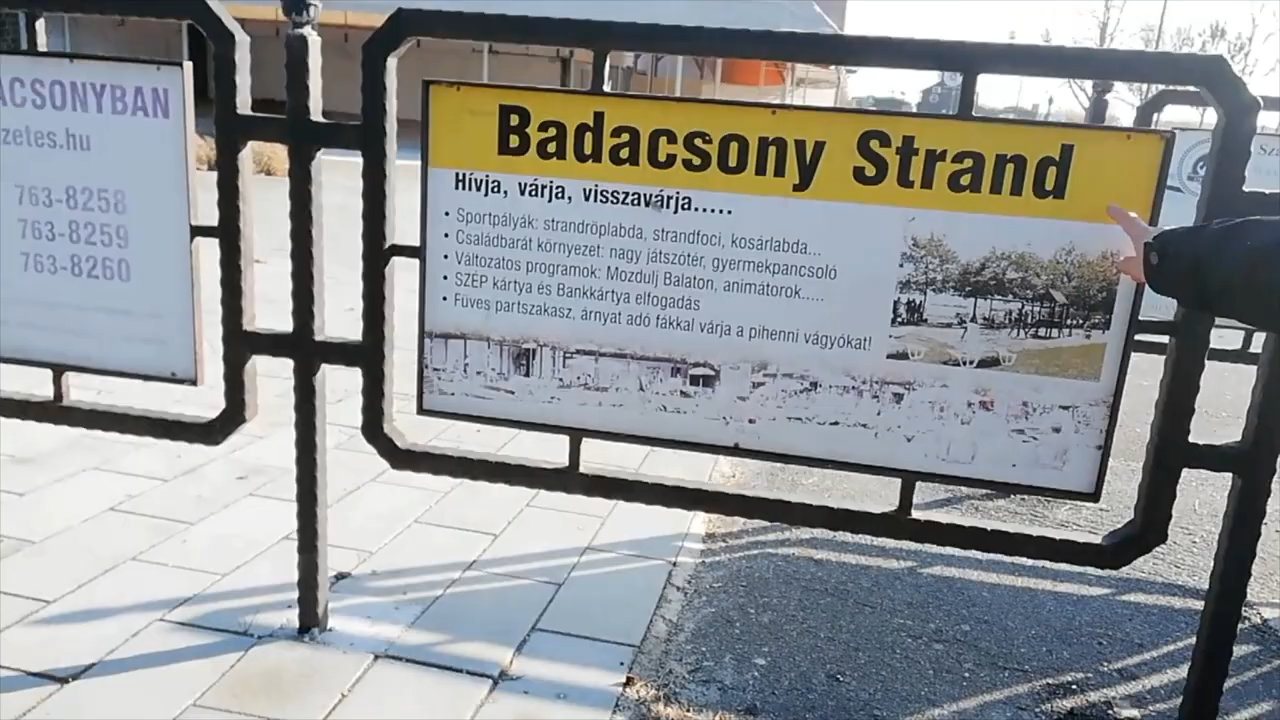 ACSONYBAN
zetes.hu
763-8258
763-8259
763-8260
Badacsony Strand
Hívja, várja, visszavárja.....
• Sportpályák: strandröplabda, strandfoci, kosárlabda...
• Családbarát környezet: nagy játszótér, gyermekpancsoló
• Változatos programok: Mozdulj Balaton, animátorok.....
• SZÉP kártya és Bankkártya elfogadás
• Füves partszakasz, árnyat adó fákkal várja a pihenni vágyókat!